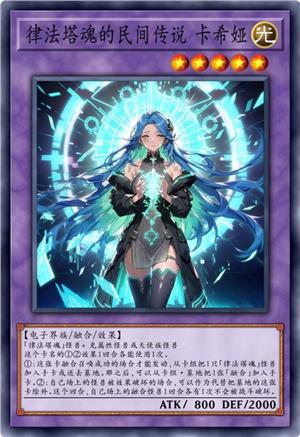 律法塔魂的民间传说 卡希娅
光
【电子界族/融合/效果】
「律法塔魂」怪兽+光属性怪兽或天使族怪兽
这个卡名的①②效果1回合各能使用1次。
①:这张卡融合召唤成功的场合才能发动。从卡组把1只「律法塔魂」怪兽
加入手卡或送去墓地。那之后,可以从卡组·墓地把1张「融合」加入手
卡。②:自己场上的怪兽被效果破坏的场合,可以作为代替把墓地的这张
卡除外。这个回合,自己场上的融合怪兽各有1次不会被战斗破坏。
ATK/ 800 DEF/2000